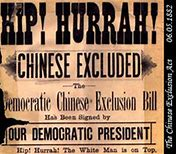 HIP! HURRAH!
CHINESE EXCLUDED
The
Democratic Chinese Exclusion Bill
Has Been Signed by
OUR DEMOCRATIC PRESIDENT
Hip! Hurrah! The White Man is on Top.
The Chinese Exclusion Act
06.05.1882